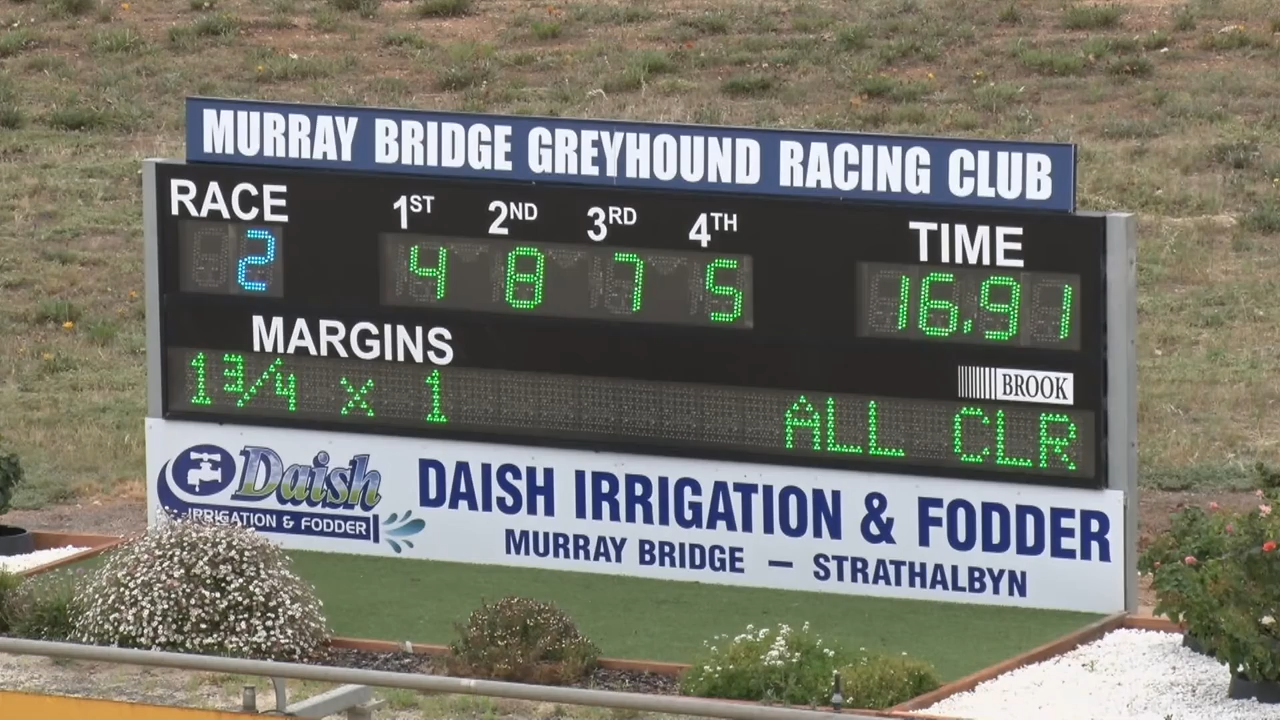 MURRAY BRIDGE GREYHOUND RACING CLUB
RACE 1ST 2ND 3RD 4TH TIME
2 4 8 7 5 16.91
MARGINS
BROOK
1 3/4 x 1 ALL CLR
Daish
IRRIGATION & FODDER
DAISH IRRIGATION & FODDER
MURRAY BRIDGE – STRATHALBYN